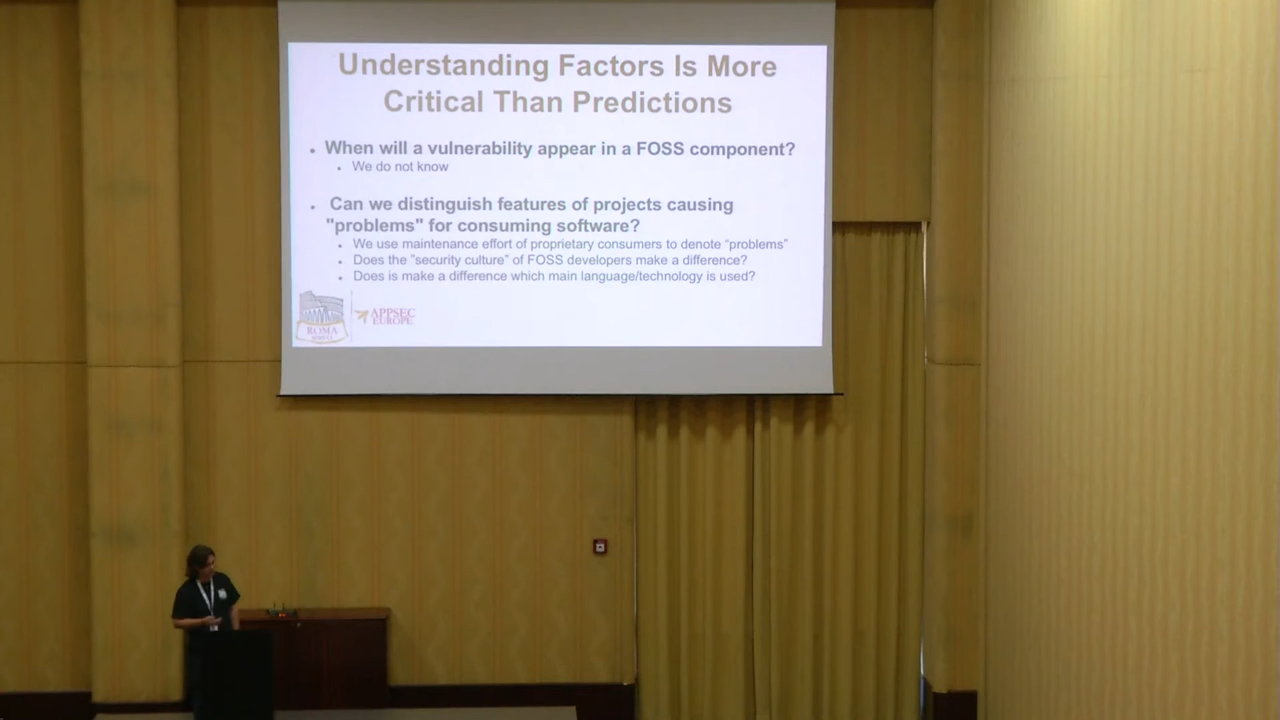 Understanding Factors Is More
Critical Than Predictions
• When will a vulnerability appear in a FOSS component?
• We do not know
• Can we distinguish features of projects causing
"problems" for consuming software?
• We use maintenance effort of proprietary consumers to denote “problems”
• Does the ”security culture” of FOSS developers make a difference?
• Does is make a difference which main language/technology is used?
ROMA
APPSEC
EUROPE